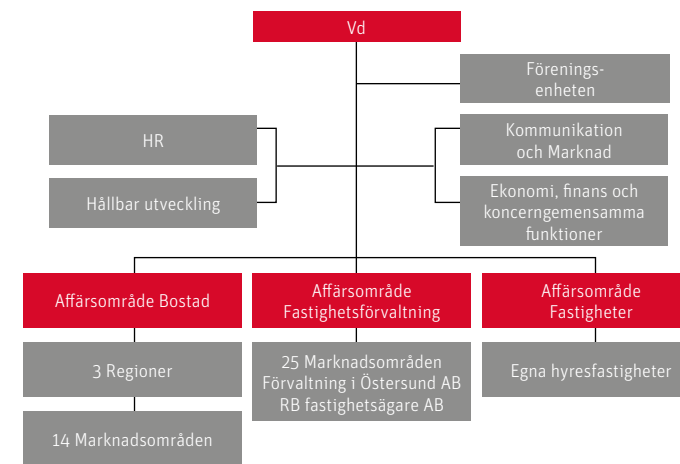 Vd
Förenings-
enheten
HR
Kommunikation
och Marknad
Hållbar utveckling
Ekonomi, finans och
koncerngemensamma
funktioner
Affärsområde Bostad
Affärsområde
Fastighetsförvaltning
Affärsområde
Fastigheter
3 Regioner
25 Marknadsområden
Förvaltning i Östersund AB
RB fastighetsägare AB
Egna hyresfastigheter
14 Marknadsområden